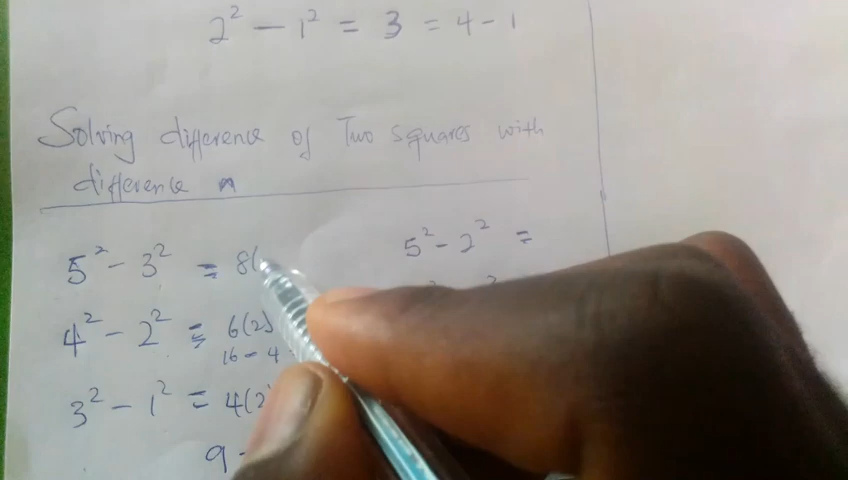 2² - 1² = 3 = 4 - 1
Solving difference of Two squares with
difference n
5² - 3² = 8(
4² - 2² = 6(2)
16 - 4
3² - 1² = 4(2
9 -
5² - 2² =